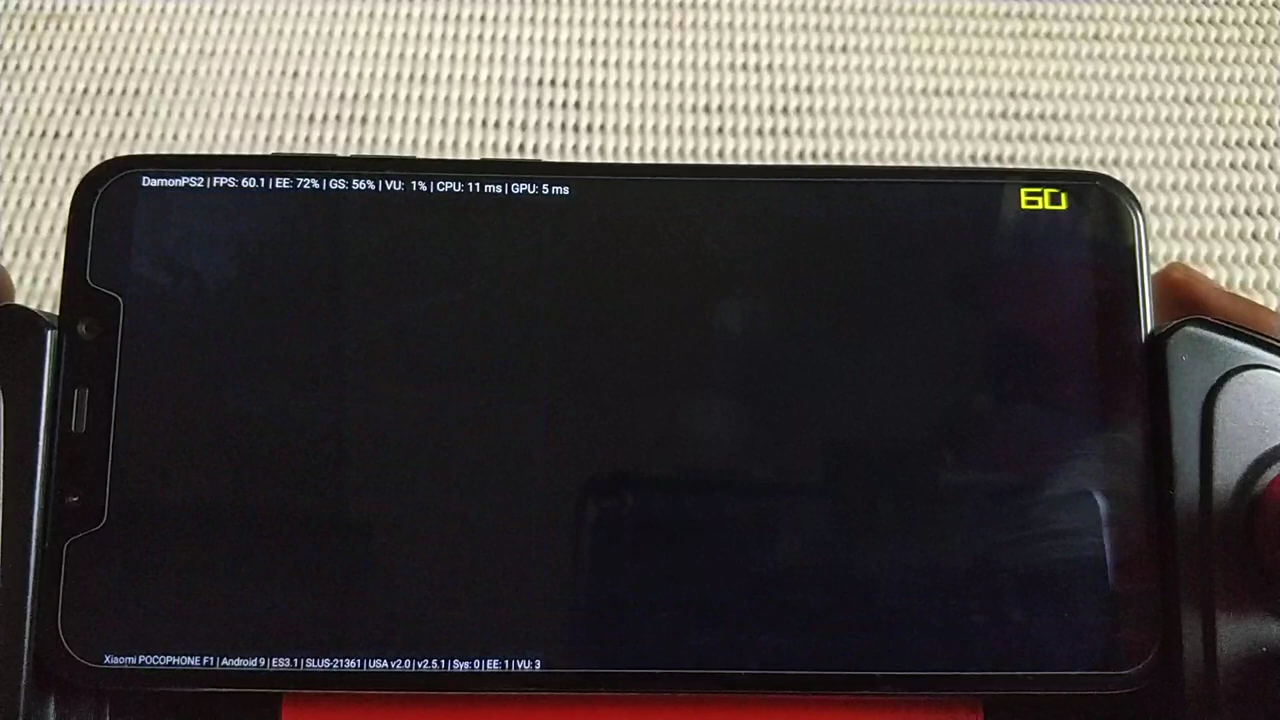 DamonPS2 | FPS: 60.1 | EE: 72% | GS: 56% | VU: 1% | CPU: 11 ms | GPU: 5 ms
60
Xiaomi POCOPHONE F1 | Android 9 | ES3.1 | SLUS-21361 | USA v2.0 | v2.5.1 | Sys: 0 | EE: 1 | VU: 3